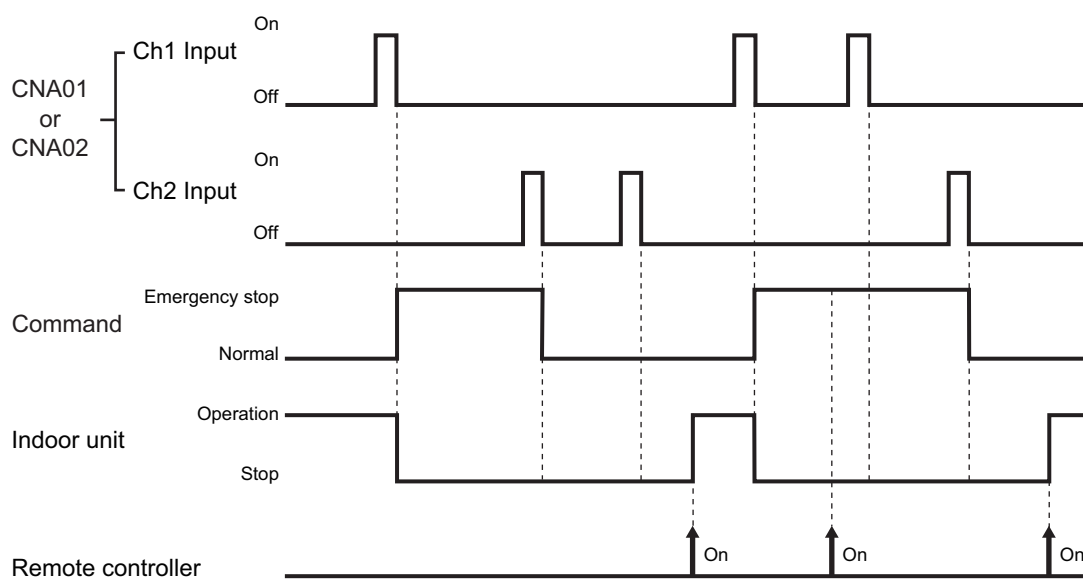 On
Ch1 Input
Off
CNA01
or
CNA02
On
Ch2 Input
Off
Emergency stop
Command
Normal
Operation
Indoor unit
Stop
On
On
On
Remote controller